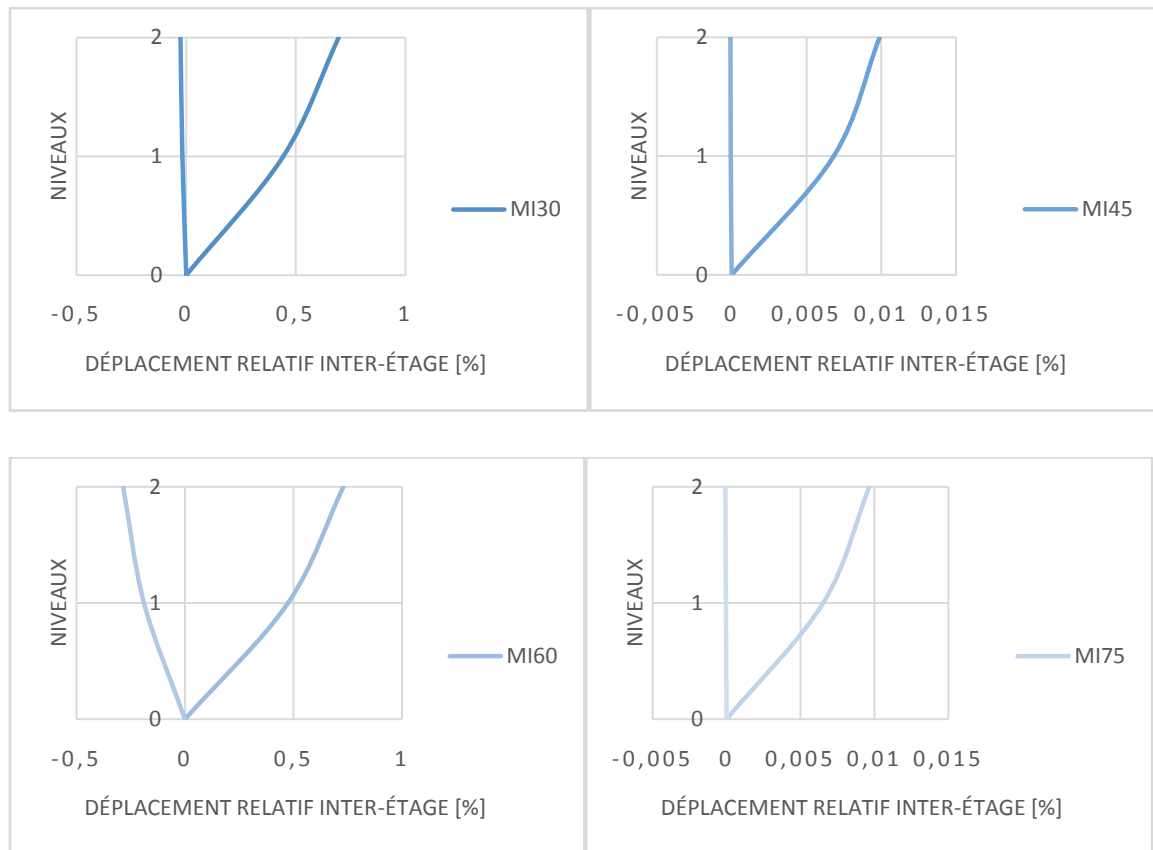 2
1
0
NIVEAUX
-0,5 0 0,5 1
DÉPLACEMENT RELATIF INTER-ÉTAGE [%]
MI30
2
1
0
NIVEAUX
-0,005 0 0,005 0,01 0,015
DÉPLACEMENT RELATIF INTER-ÉTAGE [%]
MI45
2
1
0
NIVEAUX
-0,5 0 0,5 1
DÉPLACEMENT RELATIF INTER-ÉTAGE [%]
MI60
2
1
0
NIVEAUX
-0,005 0 0,005 0,01 0,015
DÉPLACEMENT RELATIF INTER-ÉTAGE [%]
MI75